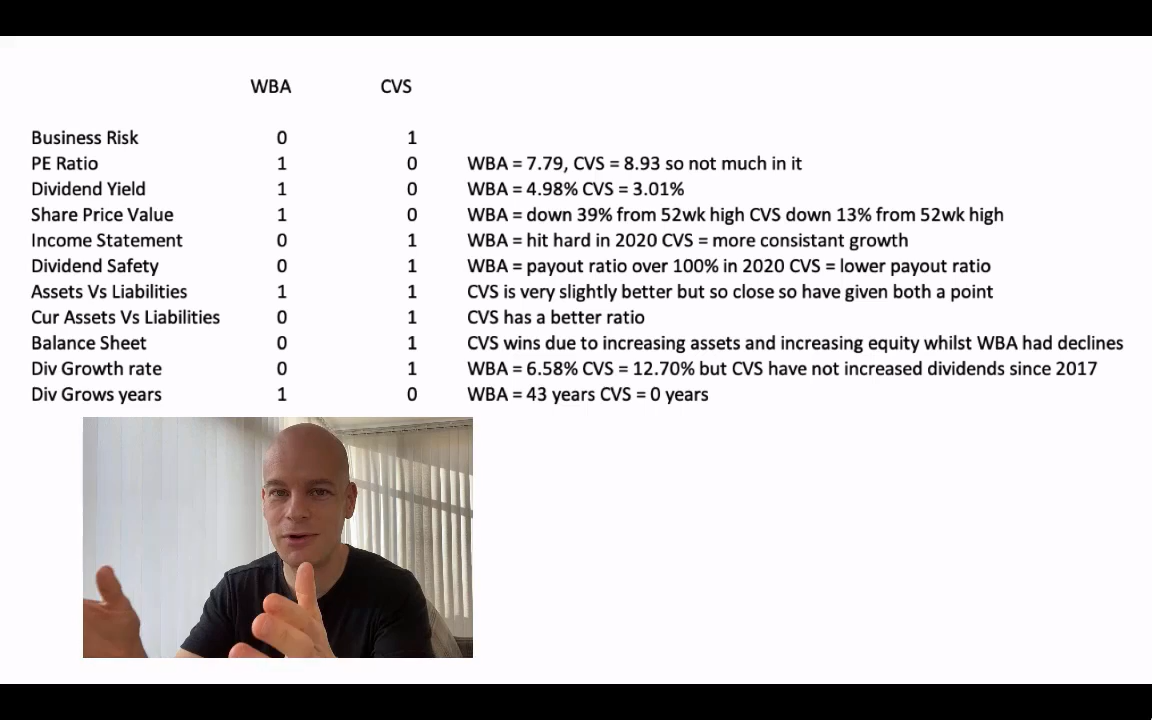 WBA CVS
Business Risk 0 1
PE Ratio 1 0 WBA = 7.79, CVS = 8.93 so not much in it
Dividend Yield 1 0 WBA = 4.98% CVS = 3.01%
Share Price Value 1 0 WBA = down 39% from 52wk high CVS down 13% from 52wk high
Income Statement 0 1 WBA = hit hard in 2020 CVS = more consistant growth
Dividend Safety 0 1 WBA = payout ratio over 100% in 2020 CVS = lower payout ratio
Assets Vs Liabilities 1 1 CVS is very slightly better but so close so have given both a point
Cur Assets Vs Liabilities 0 1 CVS has a better ratio
Balance Sheet 0 1 CVS wins due to increasing assets and increasing equity whilst WBA had declines
Div Growth rate 0 1 WBA = 6.58% CVS = 12.70% but CVS have not increased dividends since 2017
Div Grows years 1 0 WBA = 43 years CVS = 0 years